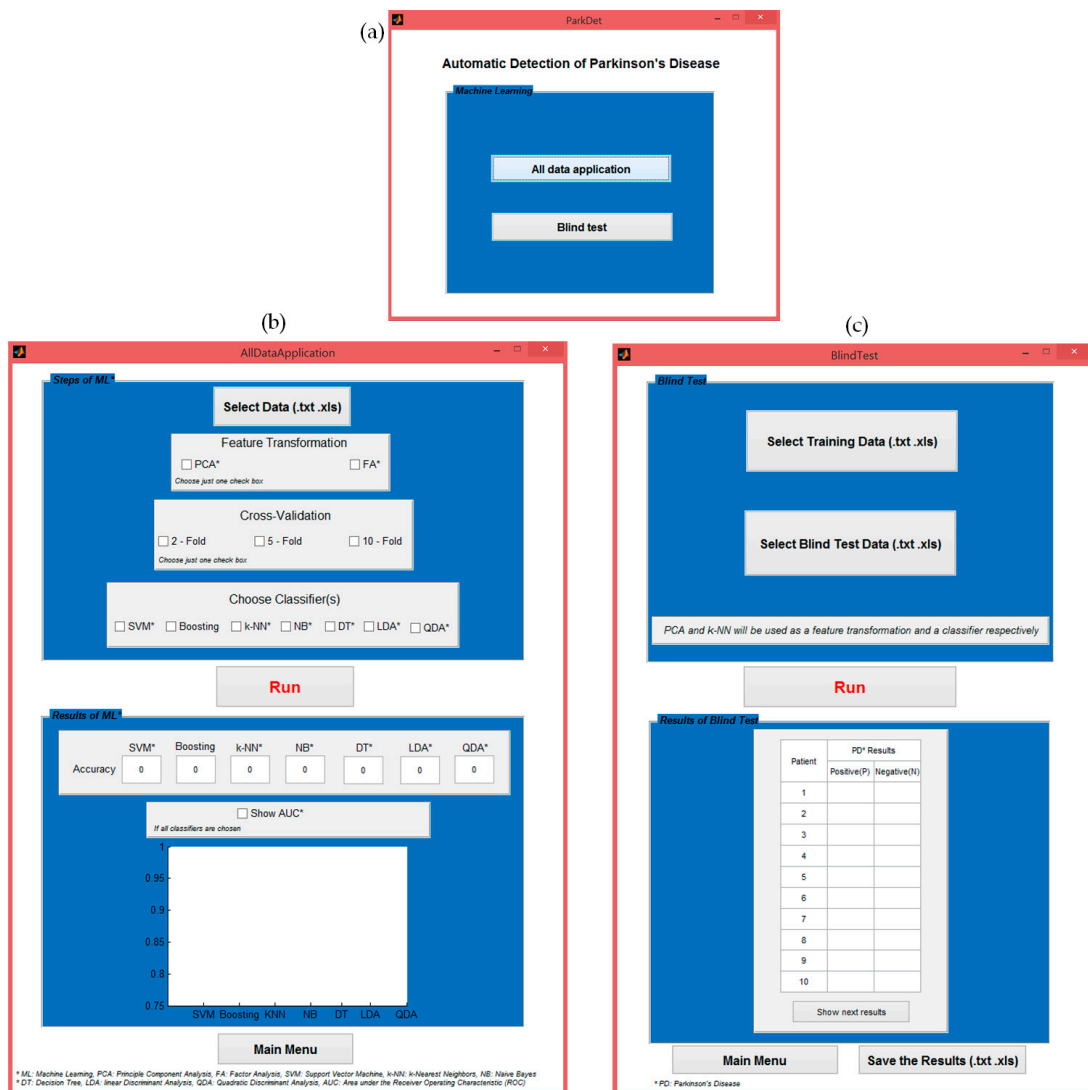 (a)
ParkDet
Automatic Detection of Parkinson's Disease
Machine Learning
All data application
Blind test
(b)
AllDataApplication
Steps of ML*
Select Data (.txt .xls)
Feature Transformation
PCA* FA*
Choose just one check box
Cross-Validation
2 - Fold 5 - Fold 10 - Fold
Choose just one check box
Choose Classifier(s)
SVM* Boosting k-NN* NB* DT* LDA* QDA*
Run
Results of ML*
SVM* Boosting k-NN* NB* DT* LDA* QDA*
Accuracy 0 0 0 0 0 0 0
Show AUC*
If all classifiers are chosen
1
0.95
0.9
0.85
0.8
0.75
SVM Boosting KNN NB DT LDA QDA
Main Menu
* ML: Machine Learning, PCA: Principle Component Analysis, FA: Factor Analysis, SVM: Support Vector Machine, k-NN: k-Nearest Neighbors, NB: Naive Bayes
* DT: Decision Tree, LDA: linear Discriminant Analysis, QDA: Quadratic Discriminant Analysis, AUC: Area under the Receiver Operating Characteristic (ROC)
(c)
BlindTest
Blind Test
Select Training Data (.txt .xls)
Select Blind Test Data (.txt .xls)
PCA and k-NN will be used as a feature transformation and a classifier respectively
Run
Results of Blind Test
Patient PD* Results
Positive(P) Negative(N)
1
2
3
4
5
6
7
8
9
10
Show next results
Main Menu Save the Results (.txt .xls)
* PD: Parkinson's Disease